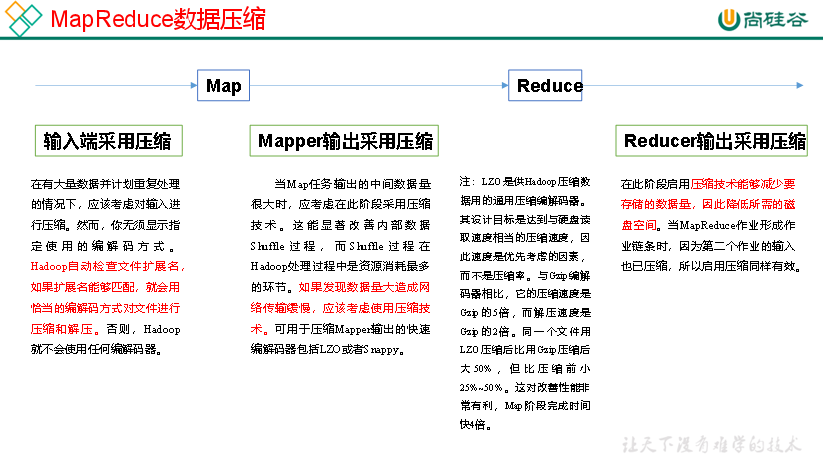 MapReduce数据压缩
尚硅谷
Map
Reduce
输入端采用压缩
在有大量数据并计划重复处理
的情况下，应该考虑对输入进
行压缩。然而，你无须显示指
定使用的编解码方式。
Hadoop自动检查文件扩展名，
如果扩展名能够匹配，就会用
恰当的编解码方式对文件进行
压缩和解压。否则，Hadoop
就不会使用任何编解码器。
Mapper输出采用压缩
当Map任务输出的中间数据量
很大时，应考虑在此阶段采用压缩
技术。这能显著改善内部数据
Shuffle过程，而Shuffle过程在
Hadoop处理过程中是资源消耗最多
的环节。如果发现数据量大造成网
络传输缓慢，应该考虑使用压缩技
术。可用于压缩Mapper输出的快速
编解码器包括LZO或者Snappy。
注：LZO是供Hadoop压缩数
据用的通用压缩编解码器。
其设计目标是达到与硬盘读
取速度相当的压缩速度，因
此速度是优先考虑的因素，
而不是压缩率。与Gzip编解
码器相比，它的压缩速度是
Gzip的5倍，而解压速度是
Gzip的2倍。同一个文件用
LZO压缩后比用Gzip压缩后
大50%，但比压缩前小
25%~50%。这对改善性能非
常有利，Map阶段完成时间
快4倍。
Reducer输出采用压缩
在此阶段启用压缩技术能够减少要
存储的数据量，因此降低所需的磁
盘空间。当MapReduce作业形成作
业链条时，因为第二个作业的输入
也已压缩，所以启用压缩同样有效。
让天下没有难学的技术